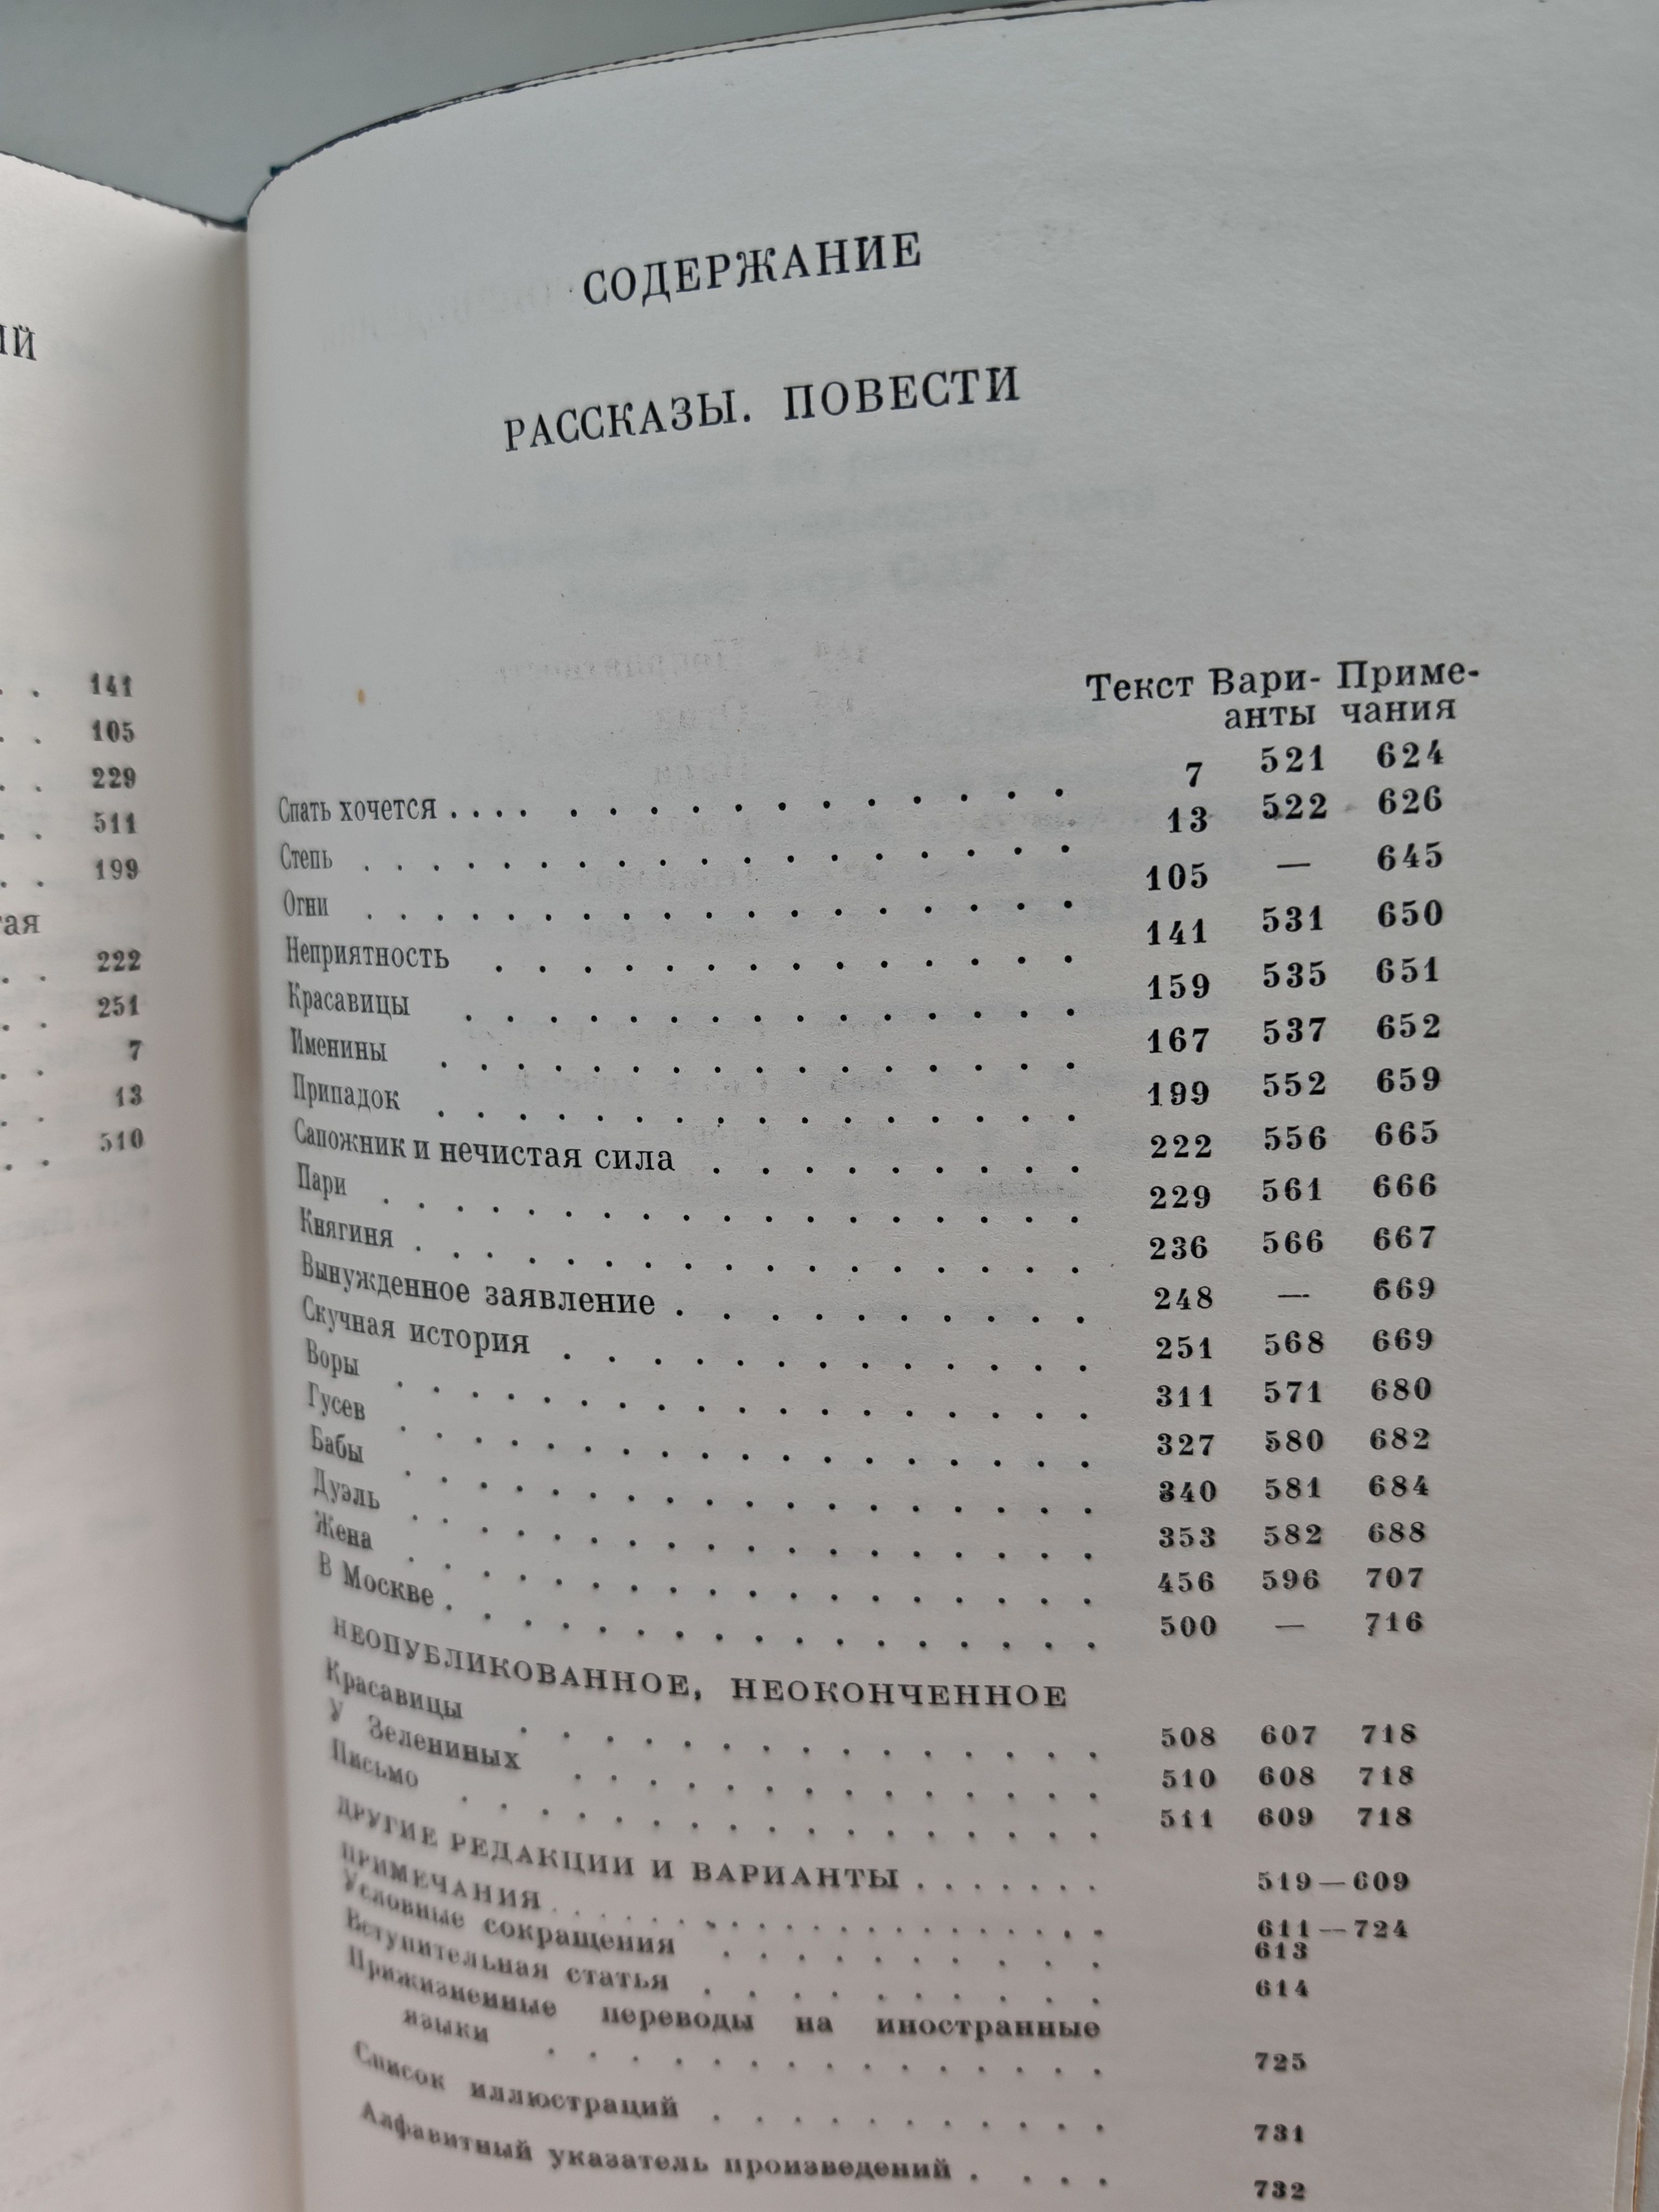 ИЙ
. . 141
. . 105
. . 229
. . 511
. . 199
тая
. . 222
. . 251
. . 7
. . 13
. . 510
СОДЕРЖАНИЕ
РАССКАЗЫ. ПОВЕСТИ
Текст Вари- Приме-
анты чания
Спать хочется . . . . 7 521 624
Степь . . . . 13 522 626
Огни . . . . 105 — 645
Неприятность . . . . 141 531 650
Красавицы . . . . 159 535 651
Именины . . . . 167 537 652
Припадок . . . . 199 552 659
Сапожник и нечистая сила . . . . 222 556 665
Пари . . . . 229 561 666
Княгиня . . . . 236 566 667
Вынужденное заявление . . . . 248 — 669
Скучная история . . . . 251 568 669
Воры . . . . 311 571 680
Гусев . . . . 327 580 682
Бабы . . . . 340 581 684
Дуэль . . . . 353 582 688
Жена . . . . 456 596 707
В Москве . . . . 500 — 716
НЕОПУБЛИКОВАННОЕ, НЕОКОНЧЕННОЕ
Красавицы . . . . 508 607 718
У Зелениных . . . . 510 608 718
Письмо . . . . 511 609 718
ДРУГИЕ РЕДАКЦИИ И ВАРИАНТЫ . . . . 519—609
ПРИМЕЧАНИЯ . . . . 611—724
Условные сокращения . . . . 613
Вступительная статья . . . . 614
Прижизненные переводы на иностранные
языки . . . . 725
Список иллюстраций . . . . 731
Алфавитный указатель произведений . . . . 732